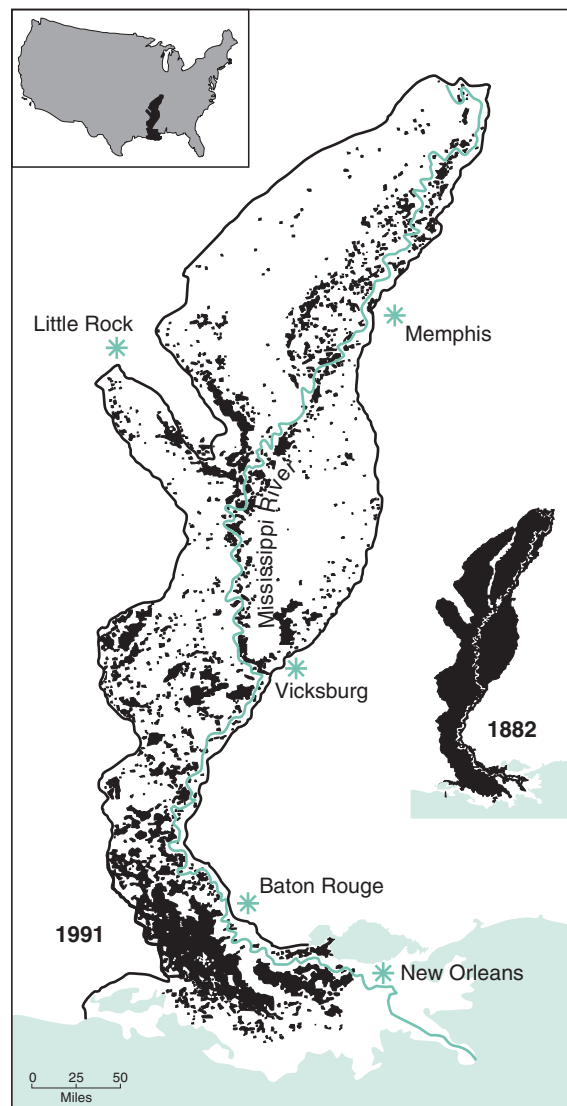 Little Rock
Memphis
Mississippi River
Vicksburg
1882
Baton Rouge
1991
New Orleans
0 25 50
Miles